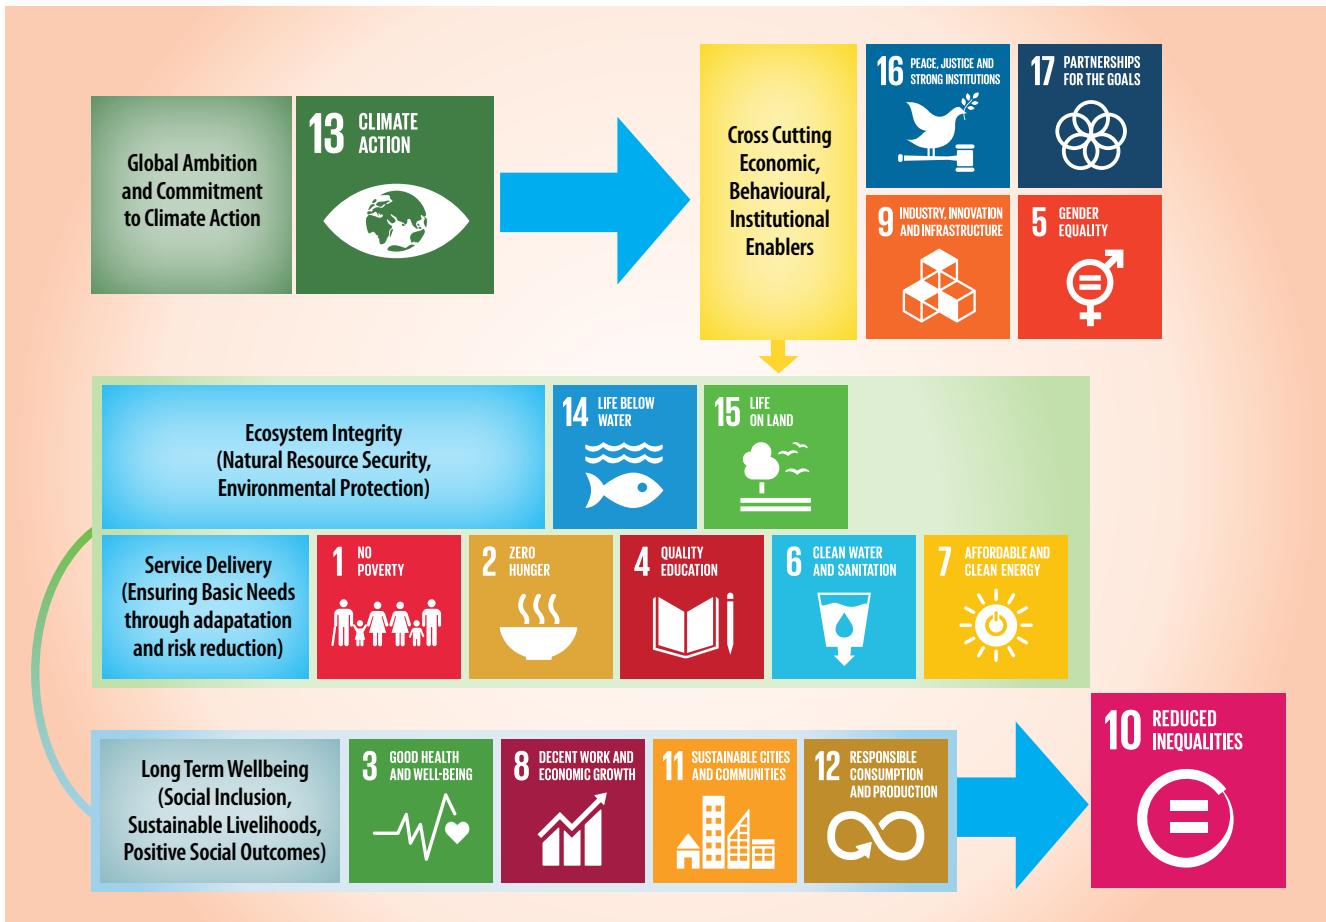 Global Ambition
and Commitment
to Climate Action
13 CLIMATE
ACTION
Cross Cutting
Economic,
Behavioural,
Institutional
Enablers
16 PEACE, JUSTICE AND
STRONG INSTITUTIONS
17 PARTNERSHIPS
FOR THE GOALS
9 INDUSTRY, INNOVATION
AND INFRASTRUCTURE
5 GENDER
EQUALITY
Ecosystem Integrity
(Natural Resource Security,
Environmental Protection)
14 LIFE BELOW
WATER
15 LIFE
ON LAND
Service Delivery
(Ensuring Basic Needs
through adapatation
and risk reduction)
1 NO
POVERTY
2 ZERO
HUNGER
4 QUALITY
EDUCATION
6 CLEAN WATER
AND SANITATION
7 AFFORDABLE AND
CLEAN ENERGY
Long Term Wellbeing
(Social Inclusion,
Sustainable Livelihoods,
Positive Social Outcomes)
3 GOOD HEALTH
AND WELL-BEING
8 DECENT WORK AND
ECONOMIC GROWTH
11 SUSTAINABLE CITIES
AND COMMUNITIES
12 RESPONSIBLE
CONSUMPTION
AND PRODUCTION
10 REDUCED
INEQUALITIES